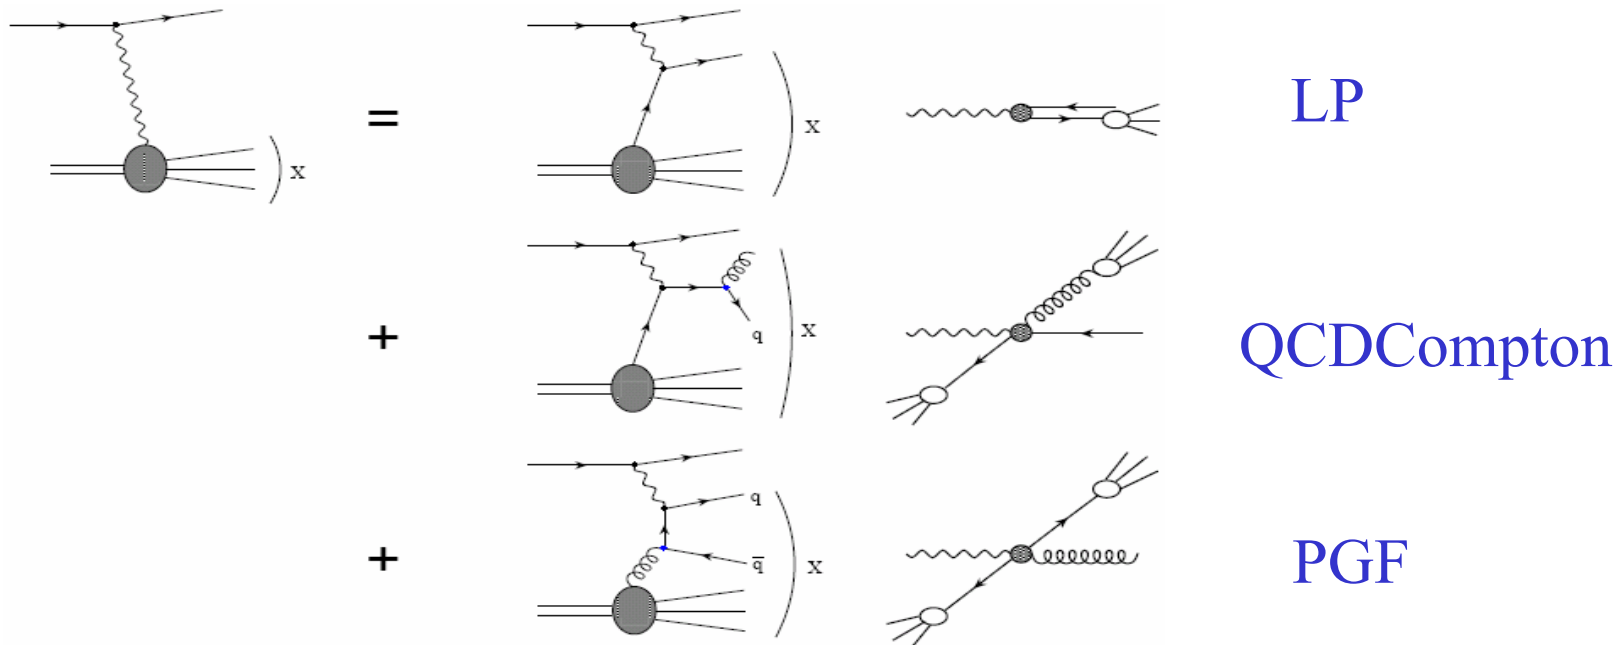 = LP
X
X
+ QCDCompton
q
X
+ PGF
q
q̅
X